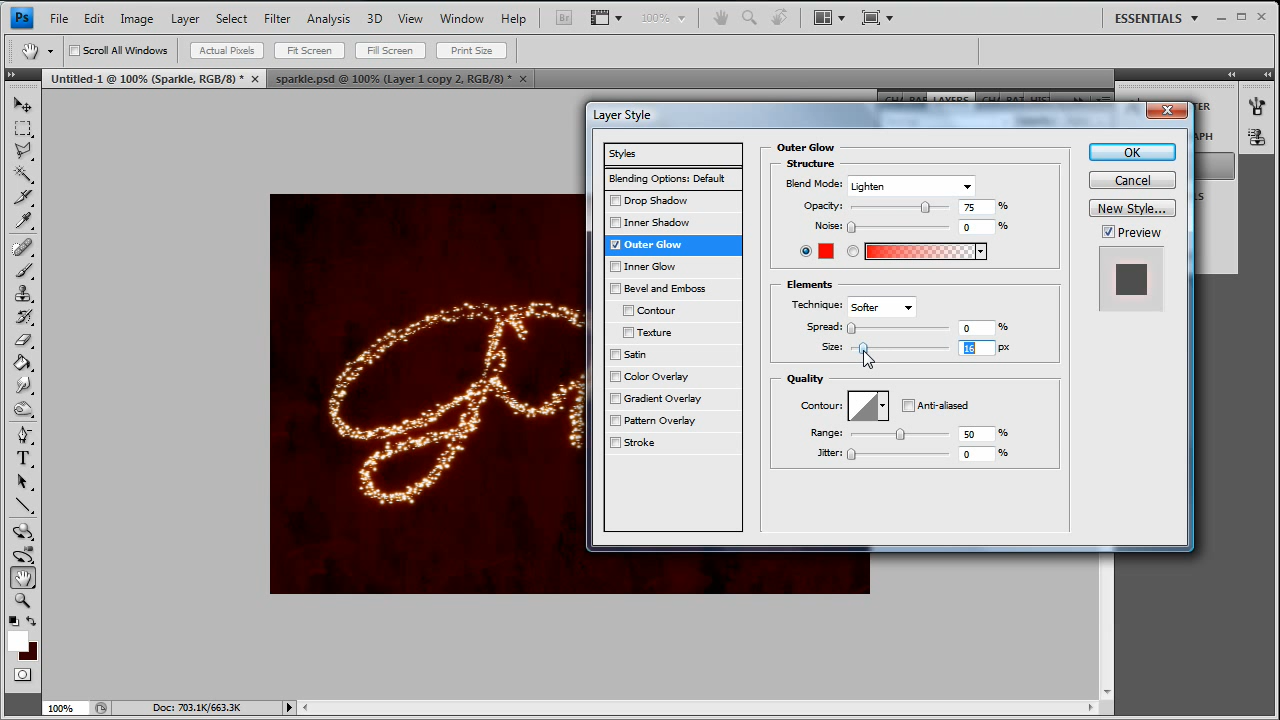 Ps File Edit Image Layer Select Filter Analysis 3D View Window Help Br 100% ESSENTIALS
Scroll All Windows Actual Pixels Fit Screen Fill Screen Print Size
Untitled-1 @ 100% (Sparkle, RGB/8) * sparkle.psd @ 100% (Layer 1 copy 2, RGB/8) *
LAYERS
Layer Style
Styles
Blending Options: Default
Drop Shadow
Inner Shadow
Outer Glow
Inner Glow
Bevel and Emboss
Contour
Texture
Satin
Color Overlay
Gradient Overlay
Pattern Overlay
Stroke
Outer Glow
Structure
Blend Mode: Lighten
Opacity: 75 %
Noise: 0 %
Elements
Technique: Softer
Spread: 0 %
Size: 16 px
Quality
Contour: Anti-aliased
Range: 50 %
Jitter: 0 %
OK
Cancel
New Style...
Preview
T
100% Doc: 703.1K/663.3K